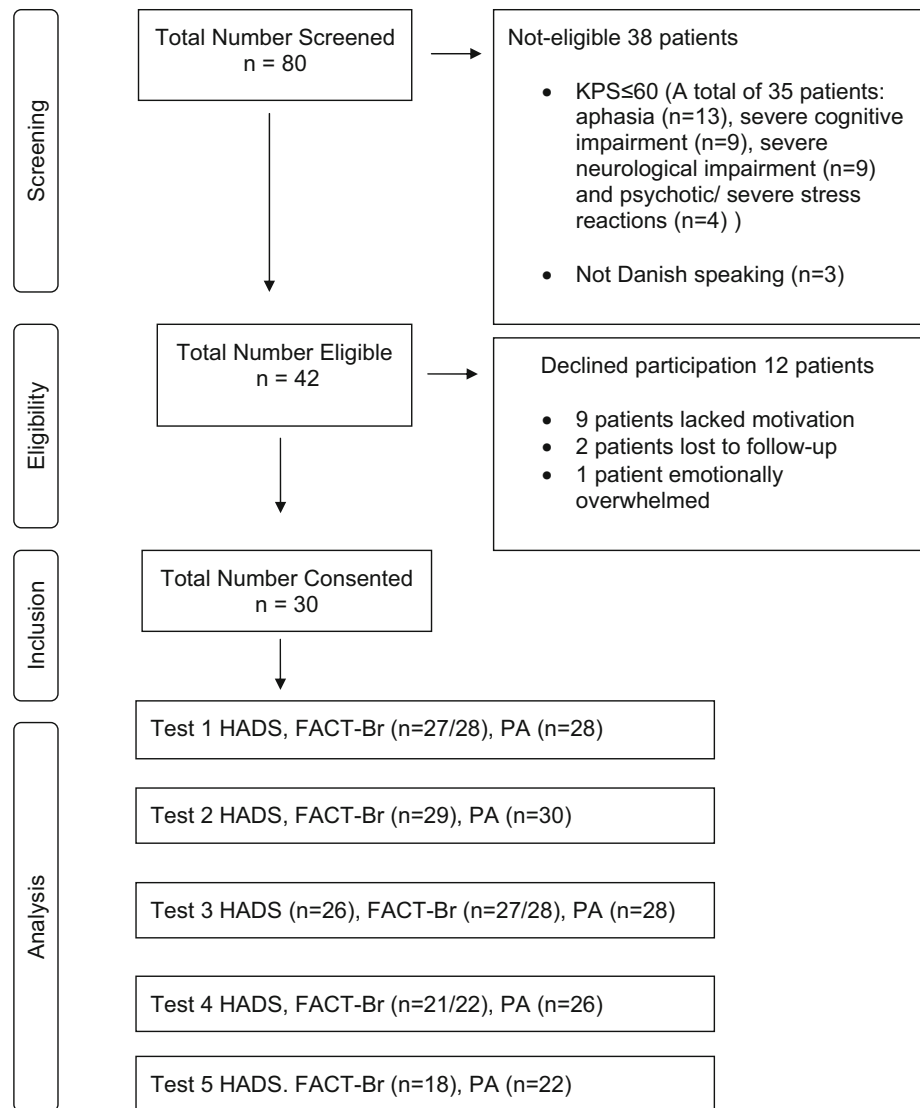 Screening
Total Number Screened
n = 80
Not-eligible 38 patients
• KPS≤60 (A total of 35 patients:
aphasia (n=13), severe cognitive
impairment (n=9), severe
neurological impairment (n=9)
and psychotic/ severe stress
reactions (n=4) )
• Not Danish speaking (n=3)
Eligibility
Total Number Eligible
n = 42
Declined participation 12 patients
• 9 patients lacked motivation
• 2 patients lost to follow-up
• 1 patient emotionally
overwhelmed
Inclusion
Total Number Consented
n = 30
Analysis
Test 1 HADS, FACT-Br (n=27/28), PA (n=28)
Test 2 HADS, FACT-Br (n=29), PA (n=30)
Test 3 HADS (n=26), FACT-Br (n=27/28), PA (n=28)
Test 4 HADS, FACT-Br (n=21/22), PA (n=26)
Test 5 HADS. FACT-Br (n=18), PA (n=22)